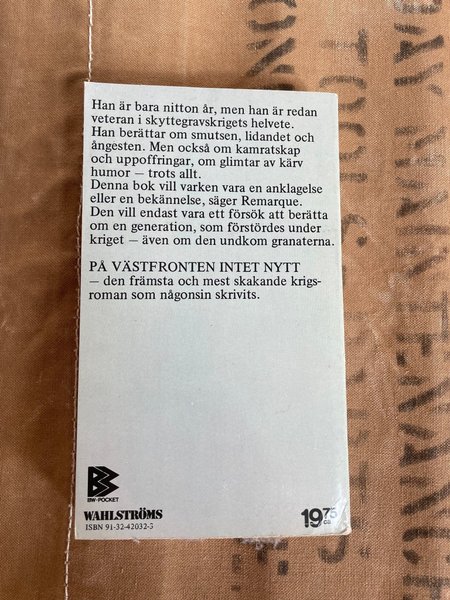 Han är bara nitton år, men han är redan
veteran i skyttegravskrigets helvete.
Han berättar om smutsen, lidandet och
ångesten. Men också om kamratskap
och uppoffringar, om glimtar av kärv
humor — trots allt.
Denna bok vill varken vara en anklagelse
eller en bekännelse, säger Remarque.
Den vill endast vara ett försök att berätta
om en generation, som förstördes under
kriget — även om den undkom granaterna.
PÅ VÄSTFRONTEN INTET NYTT
— den främsta och mest skakande krigs-
roman som någonsin skrivits.
BW-POCKET
WAHLSTRÖMS
ISBN 91-32-42032-5
1975
ca